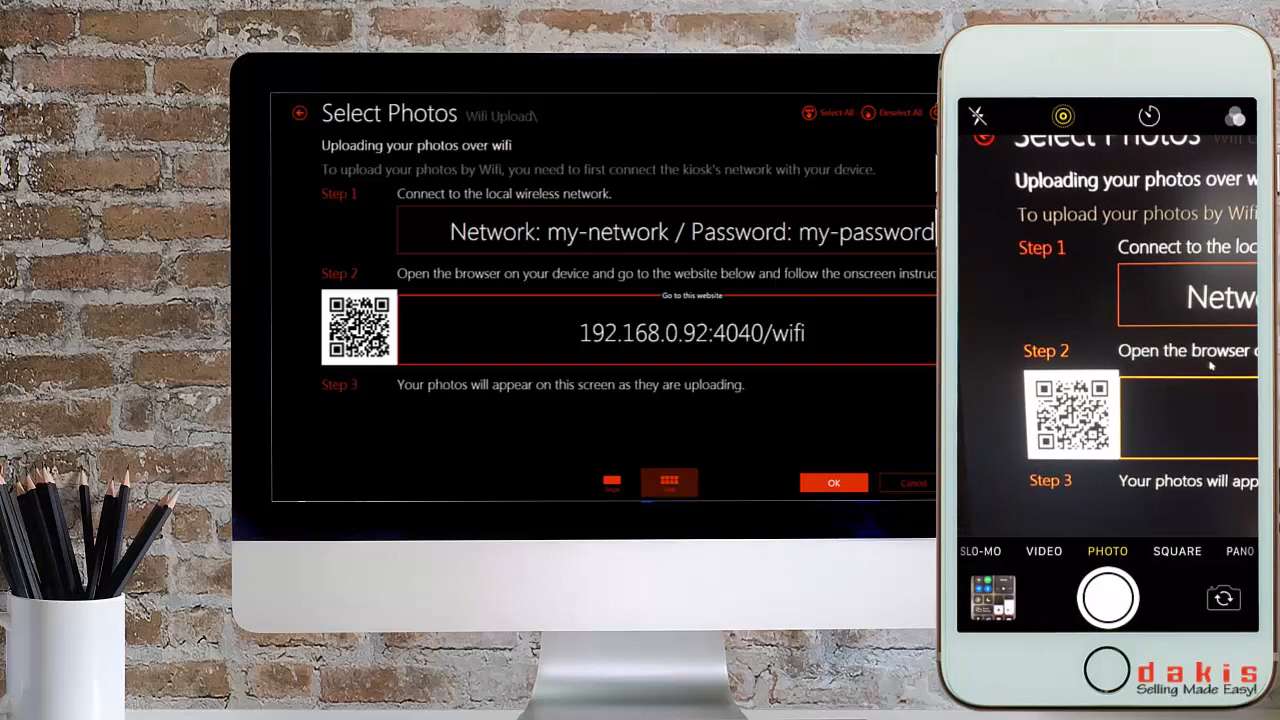 Select Photos Wifi Upload\
Select All Deselect All
Uploading your photos over wifi
To upload your photos by Wifi, you need to first connect the kiosk's network with your device.
Step 1 Connect to the local wireless network.
Network: my-network / Password: my-password
Step 2 Open the browser on your device and go to the website below and follow the onscreen instruc
Go to this website
192.168.0.92:4040/wifi
Step 3 Your photos will appear on this screen as they are uploading.
OK Cancel
Select Photos Wifi
Uploading your photos over w
To upload your photos by Wifi
Step 1 Connect to the loc
Netw
Step 2 Open the browser
Step 3 Your photos will app
SLO-MO VIDEO PHOTO SQUARE PANO
dakis
Selling Made Easy!